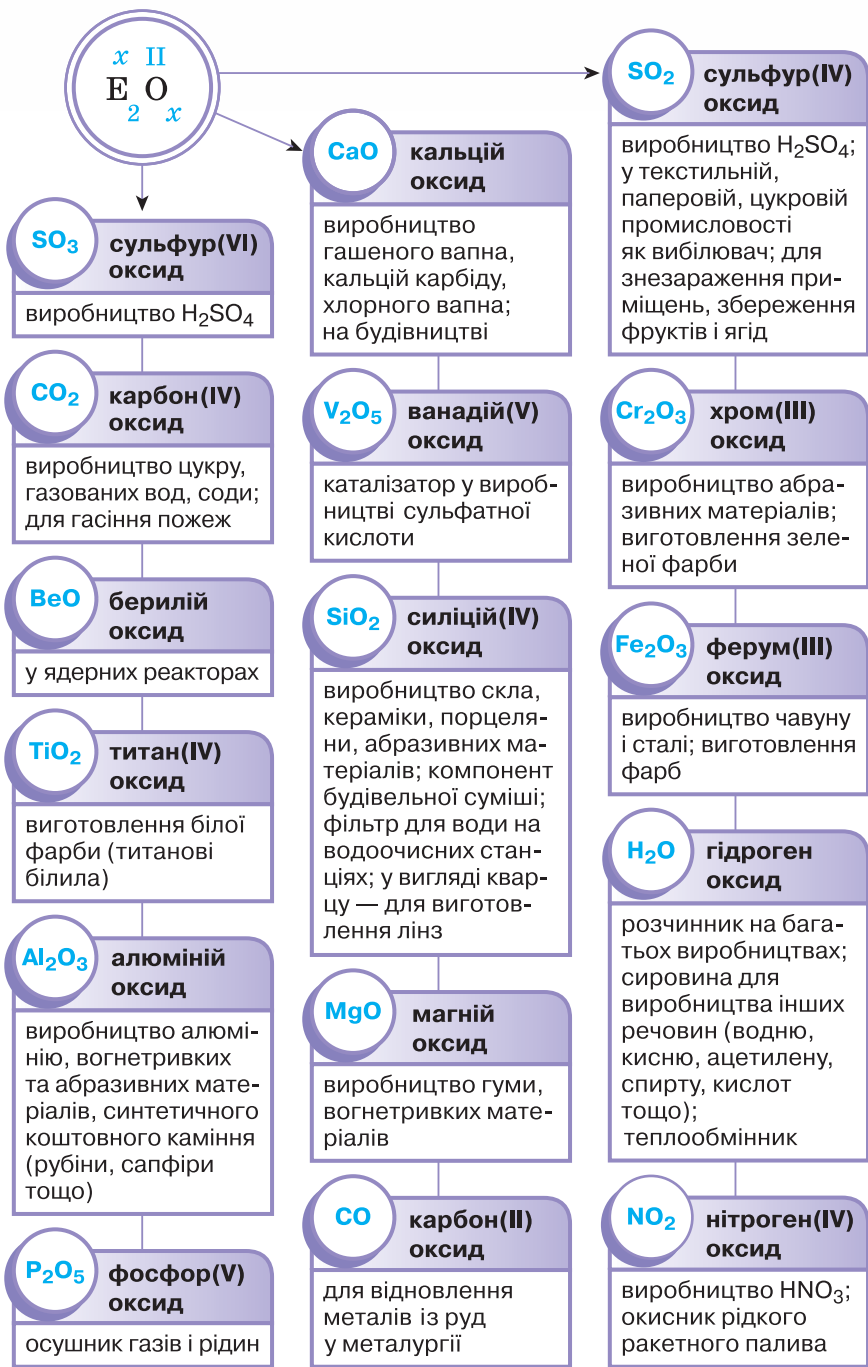 x II
E O
2 x
SO3 сульфур(VI)
оксид
виробництво H2SO4
CO2 карбон(IV)
оксид
виробництво цукру,
газованих вод, соди;
для гасіння пожеж
BeO берилій
оксид
у ядерних реакторах
TiO2 титан(IV)
оксид
виготовлення білої
фарби (титанові
білила)
Al2O3 алюміній
оксид
виробництво алюмі-
нію, вогнетривких
та абразивних мате-
ріалів, синтетичного
коштовного каміння
(рубіни, сапфіри
тощо)
P2O5 фосфор(V)
оксид
осушник газів і рідин
CaO кальцій
оксид
виробництво
гашеного вапна,
кальцій карбіду,
хлорного вапна;
на будівництві
V2O5 ванадій(V)
оксид
каталізатор у вироб-
ництві сульфатної
кислоти
SiO2 силіцій(IV)
оксид
виробництво скла,
кераміки, порцеля-
ни, абразивних ма-
теріалів; компонент
будівельної суміші;
фільтр для води на
водоочисних стан-
ціях; у вигляді квар-
цу — для виготов-
лення лінз
MgO магній
оксид
виробництво гуми,
вогнетривких мате-
ріалів
CO карбон(II)
оксид
для відновлення
металів із руд
у металургії
SO2 сульфур(IV)
оксид
виробництво H2SO4;
у текстильній,
паперовій, цукровій
промисловості
як вибілювач; для
знезараження при-
міщень, збереження
фруктів і ягід
Cr2O3 хром(III)
оксид
виробництво абра-
зивних матеріалів;
виготовлення зеле-
ної фарби
Fe2O3 ферум(III)
оксид
виробництво чавуну
і сталі; виготовлення
фарб
H2O гідроген
оксид
розчинник на бага-
тьох виробництвах;
сировина для
виробництва інших
речовин (водню,
кисню, ацетилену,
спирту, кислот
тощо);
теплообмінник
NO2 нітроген(IV)
оксид
виробництво HNO3;
окисник рідкого
ракетного палива